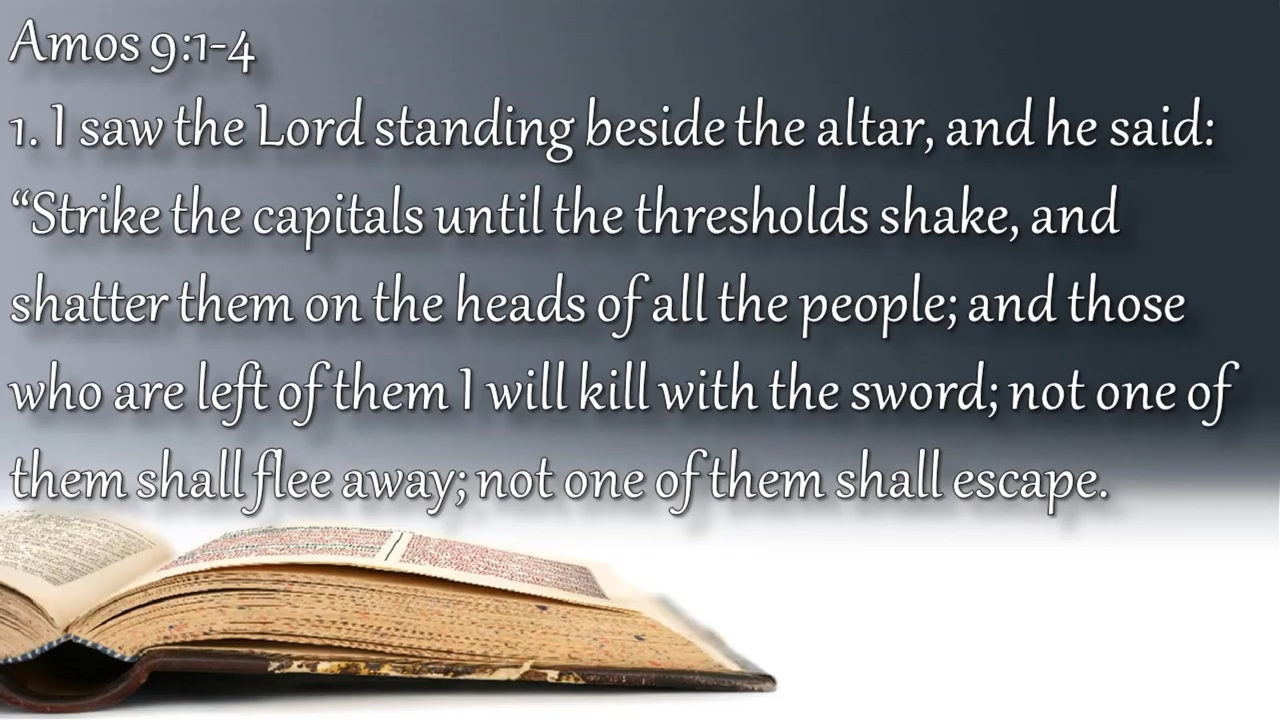 Amos 9:1-4
1. I saw the Lord standing beside the altar, and he said:
“Strike the capitals until the thresholds shake, and
shatter them on the heads of all the people; and those
who are left of them I will kill with the sword; not one of
them shall flee away; not one of them shall escape.